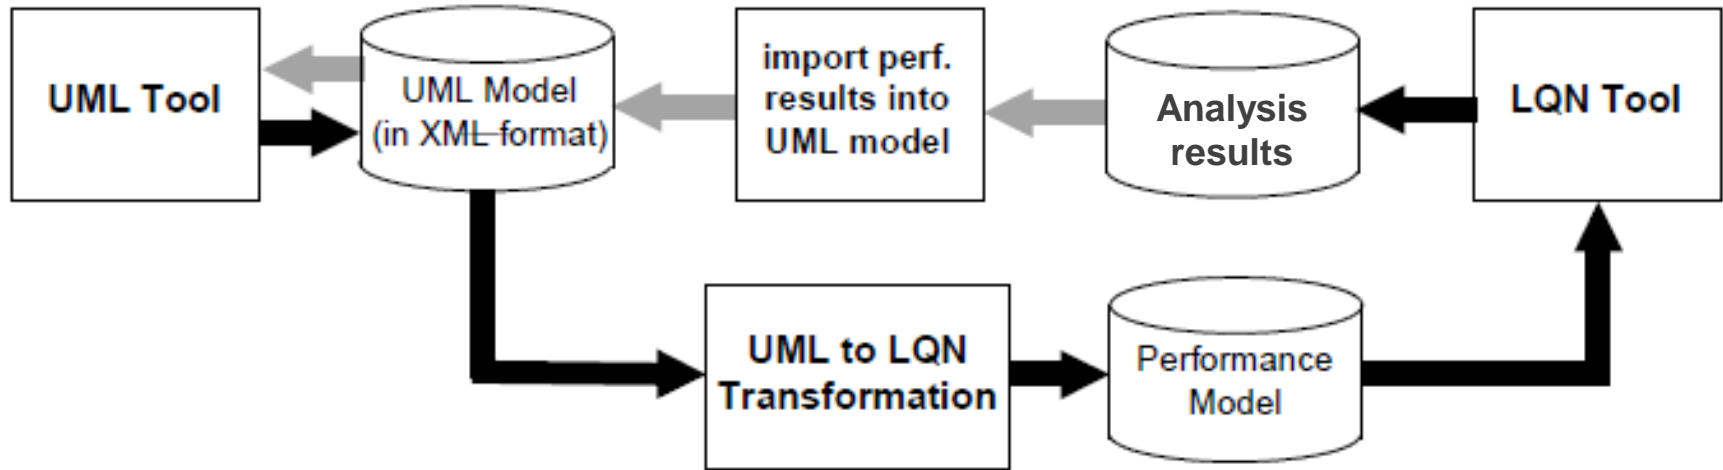 UML Tool
UML Model
(in XML format)
import perf.
results into
UML model
Analysis
results
LQN Tool
UML to LQN
Transformation
Performance
Model